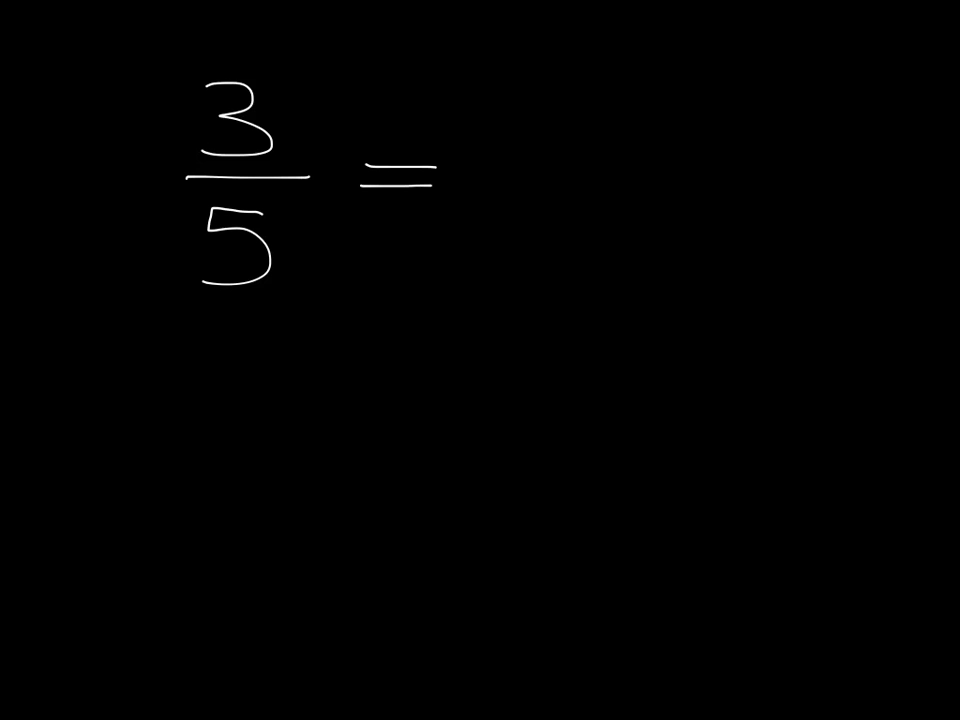 3/5 =